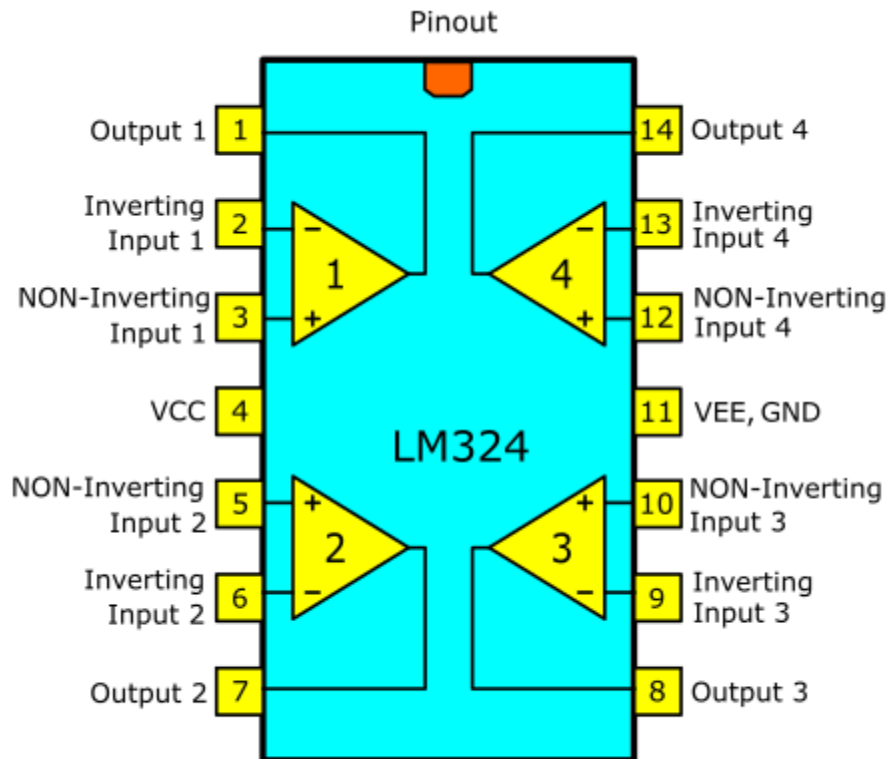 Pinout
Output 1
1
14
Output 4
Inverting
Input 1
2
−
−
13
Inverting
Input 4
1
4
NON-Inverting
Input 1
3
+
+
12
NON-Inverting
Input 4
VCC
4
11
VEE, GND
LM324
NON-Inverting
Input 2
5
+
+
10
NON-Inverting
Input 3
2
3
Inverting
Input 2
6
−
−
9
Inverting
Input 3
Output 2
7
8
Output 3